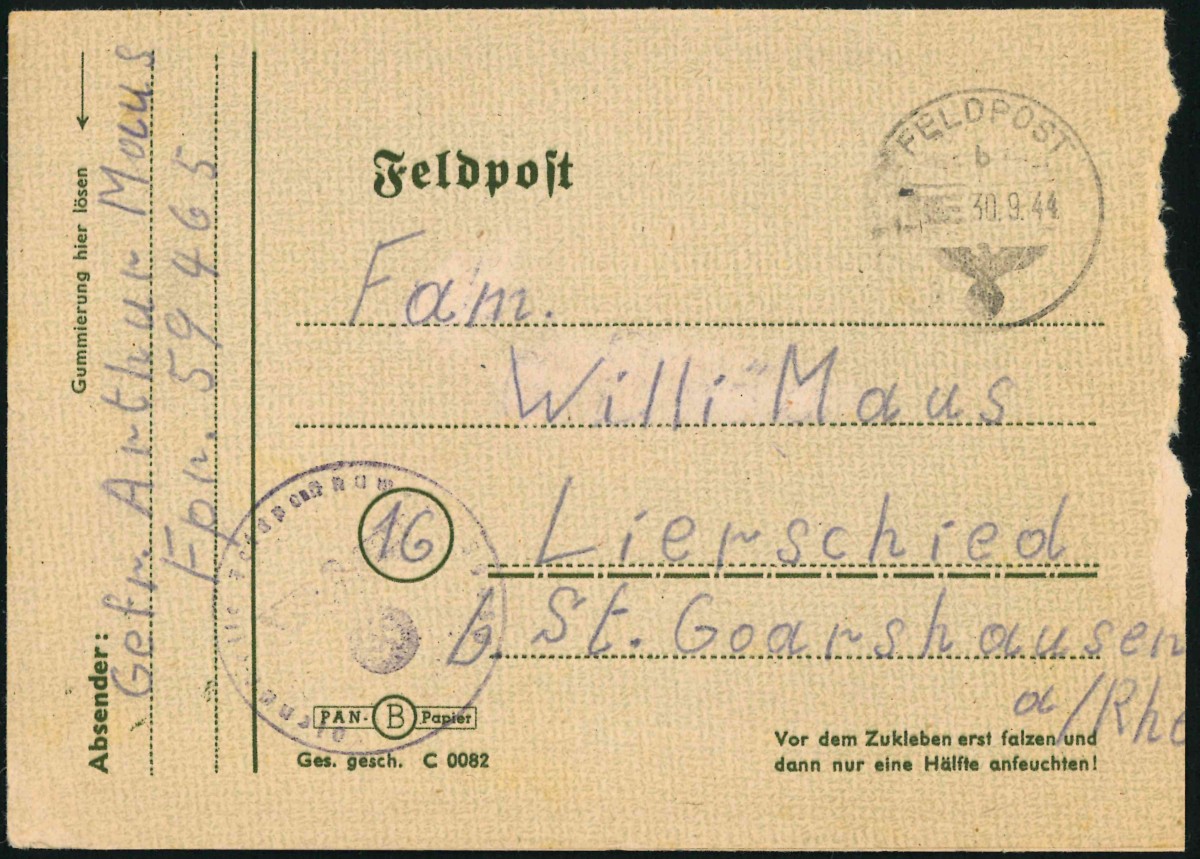 Gummierung hier lösen
Absender:
Gefr. Arthur Maus
Fpn. 59465
Feldpost
FELDPOST
b
30.9.44
Fam.
Willi Maus
16
Lierschied
b. St. Goarshausen
a/Rhe
PAN- B Papier
Ges. gesch. C 0082
Vor dem Zukleben erst falzen und
dann nur eine Hälfte anfeuchten!